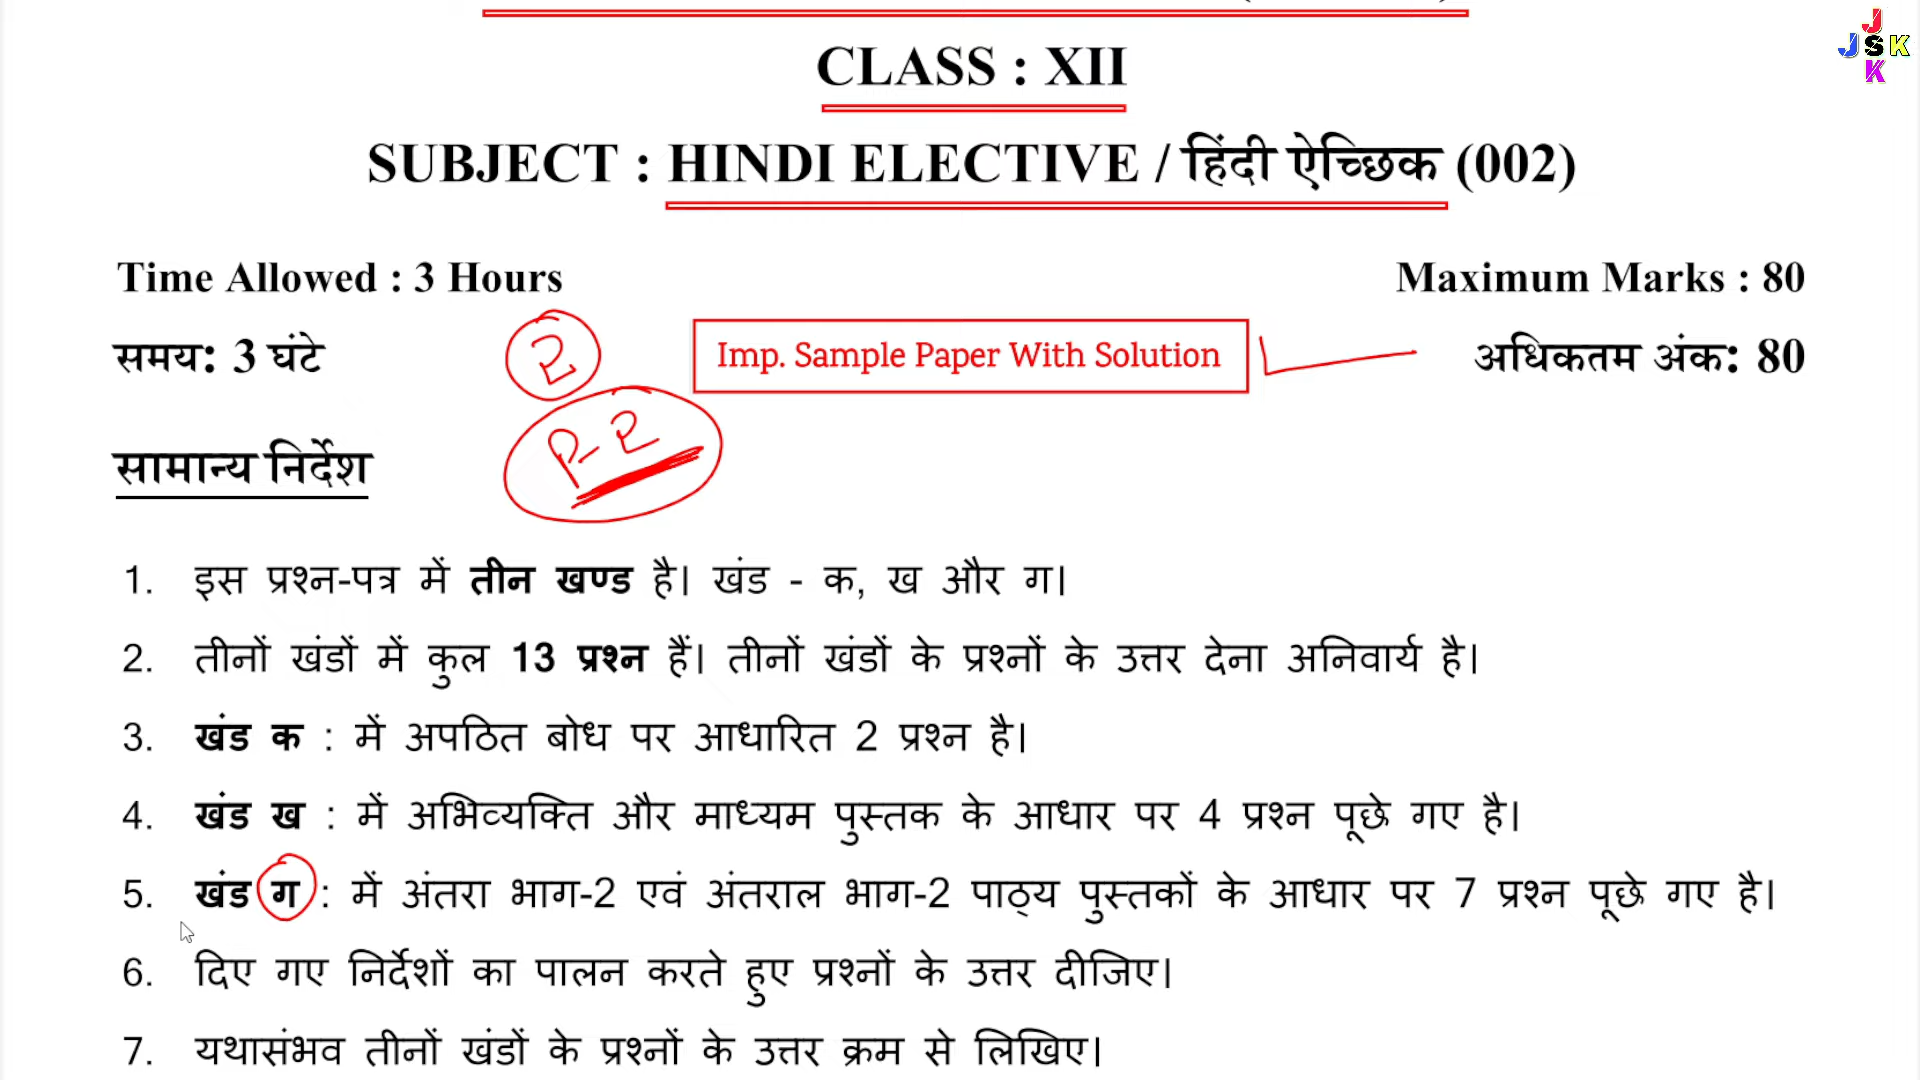 CLASS : XII
SUBJECT : HINDI ELECTIVE / हिंदी ऐच्छिक (002)
Time Allowed : 3 Hours Maximum Marks : 80
समय: 3 घंटे 2 Imp. Sample Paper With Solution अधिकतम अंक: 80
P-2
सामान्य निर्देश
1. इस प्रश्न-पत्र में तीन खण्ड है। खंड - क, ख और ग।
2. तीनों खंडों में कुल 13 प्रश्न हैं। तीनों खंडों के प्रश्नों के उत्तर देना अनिवार्य है।
3. खंड क : में अपठित बोध पर आधारित 2 प्रश्न है।
4. खंड ख : में अभिव्यक्ति और माध्यम पुस्तक के आधार पर 4 प्रश्न पूछे गए है।
5. खंड ग : में अंतरा भाग-2 एवं अंतराल भाग-2 पाठ्य पुस्तकों के आधार पर 7 प्रश्न पूछे गए है।
6. दिए गए निर्देशों का पालन करते हुए प्रश्नों के उत्तर दीजिए।
7. यथासंभव तीनों खंडों के प्रश्नों के उत्तर क्रम से लिखिए।
J
JSK
K